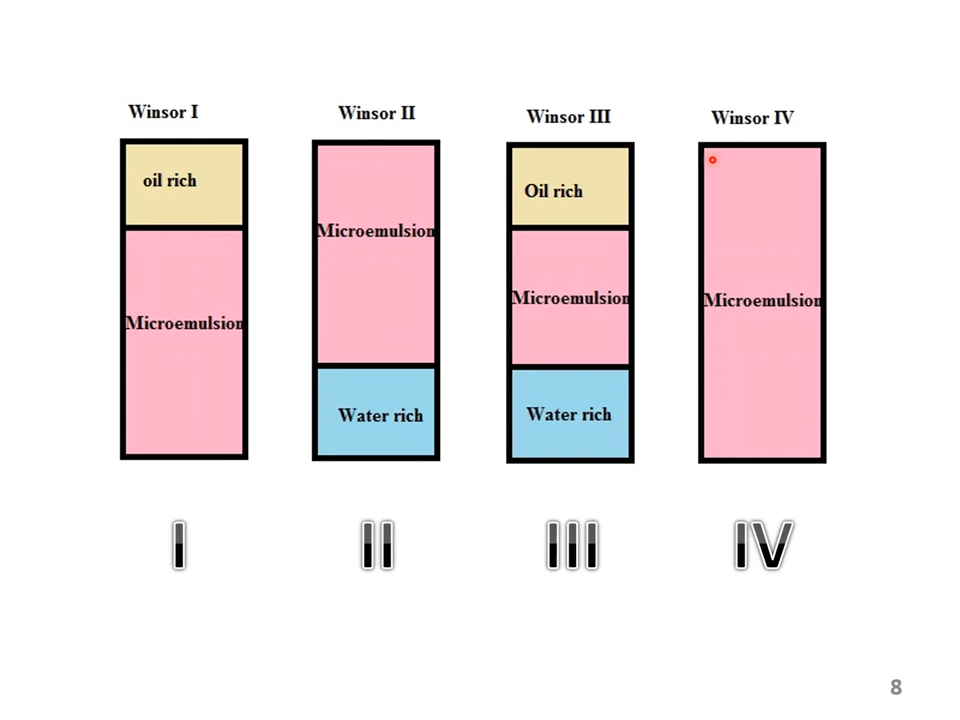 Winsor I
Winsor II
Winsor III
Winsor IV
oil rich
Microemulsion
Microemulsion
Water rich
Oil rich
Microemulsion
Water rich
Microemulsion
I
II
III
IV
8